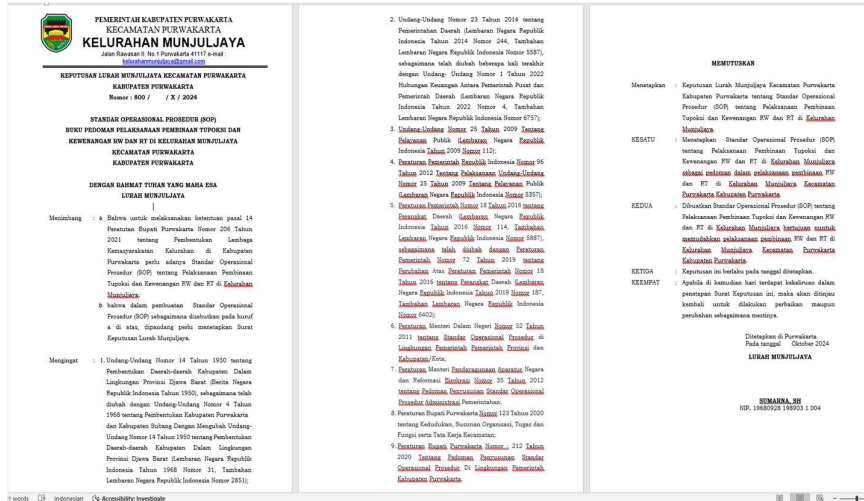 PEMERINTAH KABUPATEN PURWAKARTA
KECAMATAN PURWAKARTA
KELURAHAN MUNJULJAYA
Jalan Rawasari II No.1 Purwakarta 41117 e-mail :
kelurahanmunjuljaya@gmail.com
KEPUTUSAN LURAH MUNJULJAYA KECAMATAN PURWAKARTA
KABUPATEN PURWAKARTA
Nomor : 800 / / X / 2024
STANDAR OPERASIONAL PROSEDUR (SOP)
BUKU PEDOMAN PELAKSANAAN PEMBINAAN TUPOKSI DAN
KEWENANGAN RW DAN RT DI KELURAHAN MUNJULJAYA
KECAMATAN PURWAKARTA
KABUPATEN PURWAKARTA
DENGAN RAHMAT TUHAN YANG MAHA ESA
LURAH MUNJULJAYA
Menimbang : a. Bahwa untuk melaksanakan ketentuan pasal 14
Peratutan Bupati Purwakarta Nomor 206 Tahun
2021 tentang Pembentukan Lembaga
Kemayarakatan Kelurahan di Kabupaten
Purwakarta perlu adanya Standar Operasional
Prosedur (SOP) tentang Pelaksanaan Pembinaan
Tupoksi dan Kewenangan RW dan RT di Kelurahan
Munjuljaya;
b. bahwa dalam pembuatan Standar Operasional
Prosedur (SOP) sebagaimana disebutkan pada huruf
a di atas, dipandang perlu menetapkan Surat
Keputusan Lurah Munjuljaya.
Mengingat : 1. Undang-Undang Nomor 14 Tahun 1950 tentang
Pembentukan Daerah-daerah Kabupaten Dalam
Lingkungan Provinsi Djawa Barat (Berita Negara
Republik Indonesia Tahun 1950), sebagaimana telah
diubah dengan Undang-Undang Nomor 4 Tahun
1968 tentang Pembentukan Kabupaten Purwakarta
dan Kabupaten Subang Dengan Mengubah Undang-
Undang Nomor 14 Tahun 1950 tentang Pembentukan
Daerah-daerah Kabupaten Dalam Lingkungan
Provinsi Djawa Barat (Lembaran Negara Republik
Indonesia Tahun 1968 Nomor 31, Tambahan
Lembaran Negara Republik Indonesia Nomor 2851);
2. Undang-Undang Nomor 23 Tahun 2014 tentang
Pemerintahan Daerah (Lembaran Negara Republik
Indonesia Tahun 2014 Nomor 244, Tambahan
Lembaran Negara Republik Indonesia Nomor 5587),
sebagaimana telah diubah beberapa kali terakhir
dengan Undang- Undang Nomor 1 Tahun 2022
Hubungan Keuangan Antara Pemerintah Pusat dan
Pemerintah Daerah (Lembaran Negara Republik
Indonesia Tahun 2022 Nomor 4, Tambahan
Lembaran Negara Republik Indonesia Nomor 6757);
3. Undang-Undang Nomor 25 Tahun 2009 Tentang
Pelayanan Publik (Lembaran Negara Republik
Indonesia Tahun 2009 Nomor 112);
4. Peraturan Pemerintah Republik Indonesia Nomor 96
Tahun 2012 Tentang Pelaksanaan Undang-Undang
Nomor 25 Tahun 2009 Tentang Pelayanan Publik
(Lembaran Negara Republik Nomor 5357);
5. Peraturan Pemerintah Nomor 18 Tahun 2016 tentang
Perangkat Daerah (Lembaran Negara Republik
Indonesia Tahun 2016 Nomor 114, Tambahan
Lembaran Negara Republik Indonesia Nomor 5887),
sebagaimana telah diubah dengan Peraturan
Pemerintah Nomor 72 Tahun 2019 tentang
Perubahan Atas Peraturan Pemerintah Nomor 18
Tahun 2016 tentang Perangkat Daerah (Lembaran
Negara Republik Indonesia Tahun 2019 Nomor 187,
Tambahan Lembaran Negara Republik Indonesia
Nomor 6402);
6. Peraturan Menteri Dalam Negeri Nomor 52 Tahun
2011 tentang Standar Operasional Prosedur di
Lingkungan Pemerintah Pemerintah Provinsi dan
Kabupaten/Kota;
7. Peraturan Menteri Pendayagunaan Aparatur Negara
dan Reformasi Birokrasi Nomor 35 Tahun 2012
tentang Pedoman Penyusunan Standar Operasional
Prosedur Administrasi Pemerintahan;
8. Peraturan Bupati Purwakarta Nomor 123 Tahun 2020
tentang Kedudukan, Susunan Organisasi, Tugas dan
Fungsi serta Tata Kerja Kecamatan;
9. Peraturan Bupati Purwakarta Nomor : 212 Tahun
2020 Tentang Pedoman Penyusunan Standar
Operasional Prosedur Di Lingkungan Pemerintah
Kabupaten Purwakarta.
MEMUTUSKAN
Menetapkan : Keputusan Lurah Munjuljaya Kecamatan Purwakarta
Kabupaten Purwakarta tentang Standar Operasional
Prosedur (SOP) tentang Pelaksanaan Pembinaan
Tupoksi dan Kewenangan RW dan RT di Kelurahan
Munjuljaya.
KESATU : Menetapkan Standar Operasional Prosedur (SOP)
tentang Pelaksanaan Pembinaan Tupoksi dan
Kewenangan RW dan RT di Kelurahan Munjuljaya
sebagai pedoman dalam pelaksanaan pembinaan RW
dan RT di Kelurahan Munjuljaya Kecamatan
Purwakarta Kabupaten Purwakarta.
KEDUA : Dibuatkan Standar Operasional Prosedur (SOP) tentang
Pelaksanaan Pembinaan Tupoksi dan Kewenangan RW
dan RT di Kelurahan Munjuljaya bertujuan nuntuk
memudahkan pelaksanaan pembinaan RW dan RT di
Kelurahan Munjuljaya Kecamatan Purwakarta
Kabupaten Purwakarta.
KETIGA : Keputusan ini berlaku pada tanggal ditetapkan.
KEEMPAT : Apabila di kemudian hari terdapat kekeliruan dalam
penetapan Surat Keputusan ini, maka akan ditinjau
kembali untuk dilakukan perbaikan maupun
perubahan sebagaimana mestinya.
Ditetapkan di Purwakarta
Pada tanggal Oktober 2024
LURAH MUNJULJAYA
SUMARNA, SH
NIP. 19680928 198903 1 004
words Indonesian Accessibility: Investigate